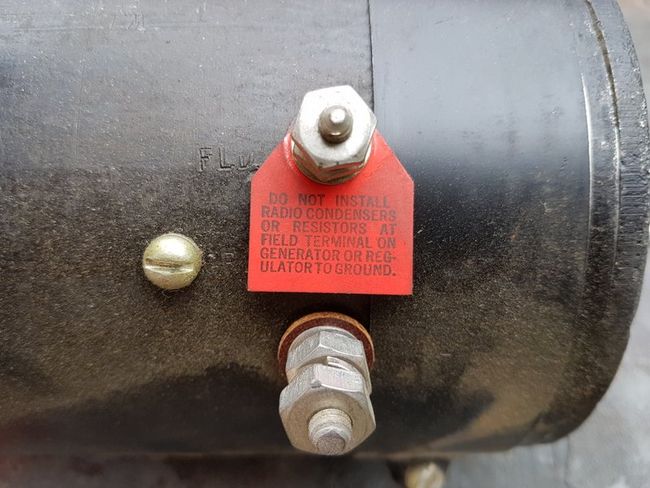 DO NOT INSTALL
RADIO CONDENSERS
OR RESISTORS AT
FIELD TERMINAL ON
GENERATOR OR REG-
ULATOR TO GROUND.